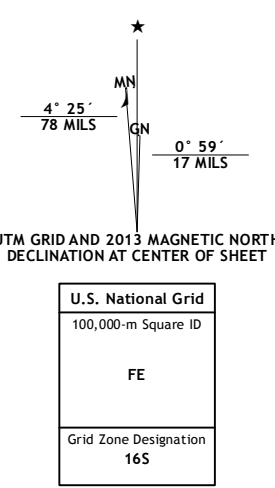 MN
4° 25´
78 MILS
GN
0° 59´
17 MILS
UTM GRID AND 2013 MAGNETIC NORTH
DECLINATION AT CENTER OF SHEET
U.S. National Grid
100,000-m Square ID
FE
Grid Zone Designation
16S